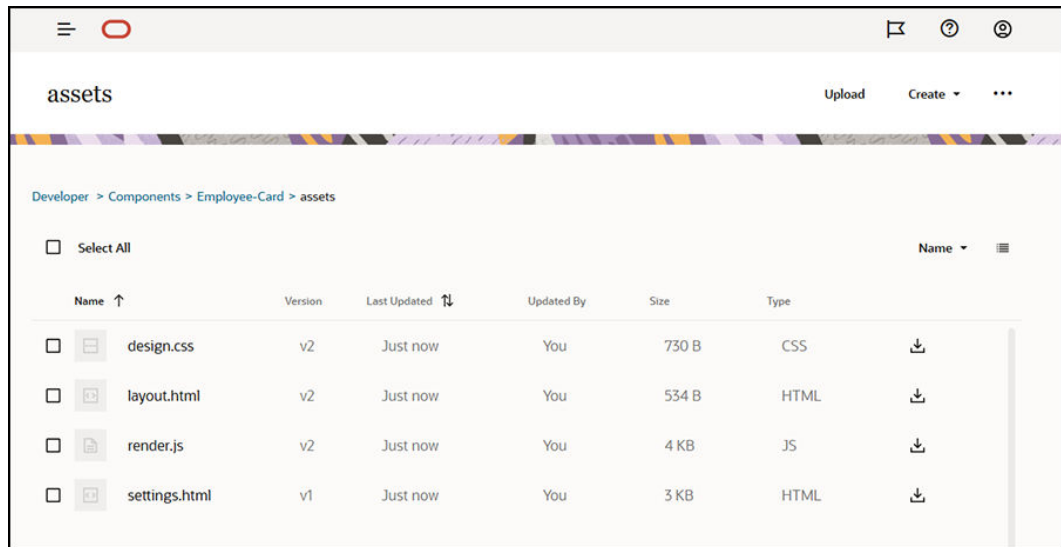 assets
Upload Create
Developer > Components > Employee-Card > assets
Select All Name
Name Version Last Updated Updated By Size Type
design.css v2 Just now You 730 B CSS
layout.html v2 Just now You 534 B HTML
render.js v2 Just now You 4 KB JS
settings.html v1 Just now You 3 KB HTML